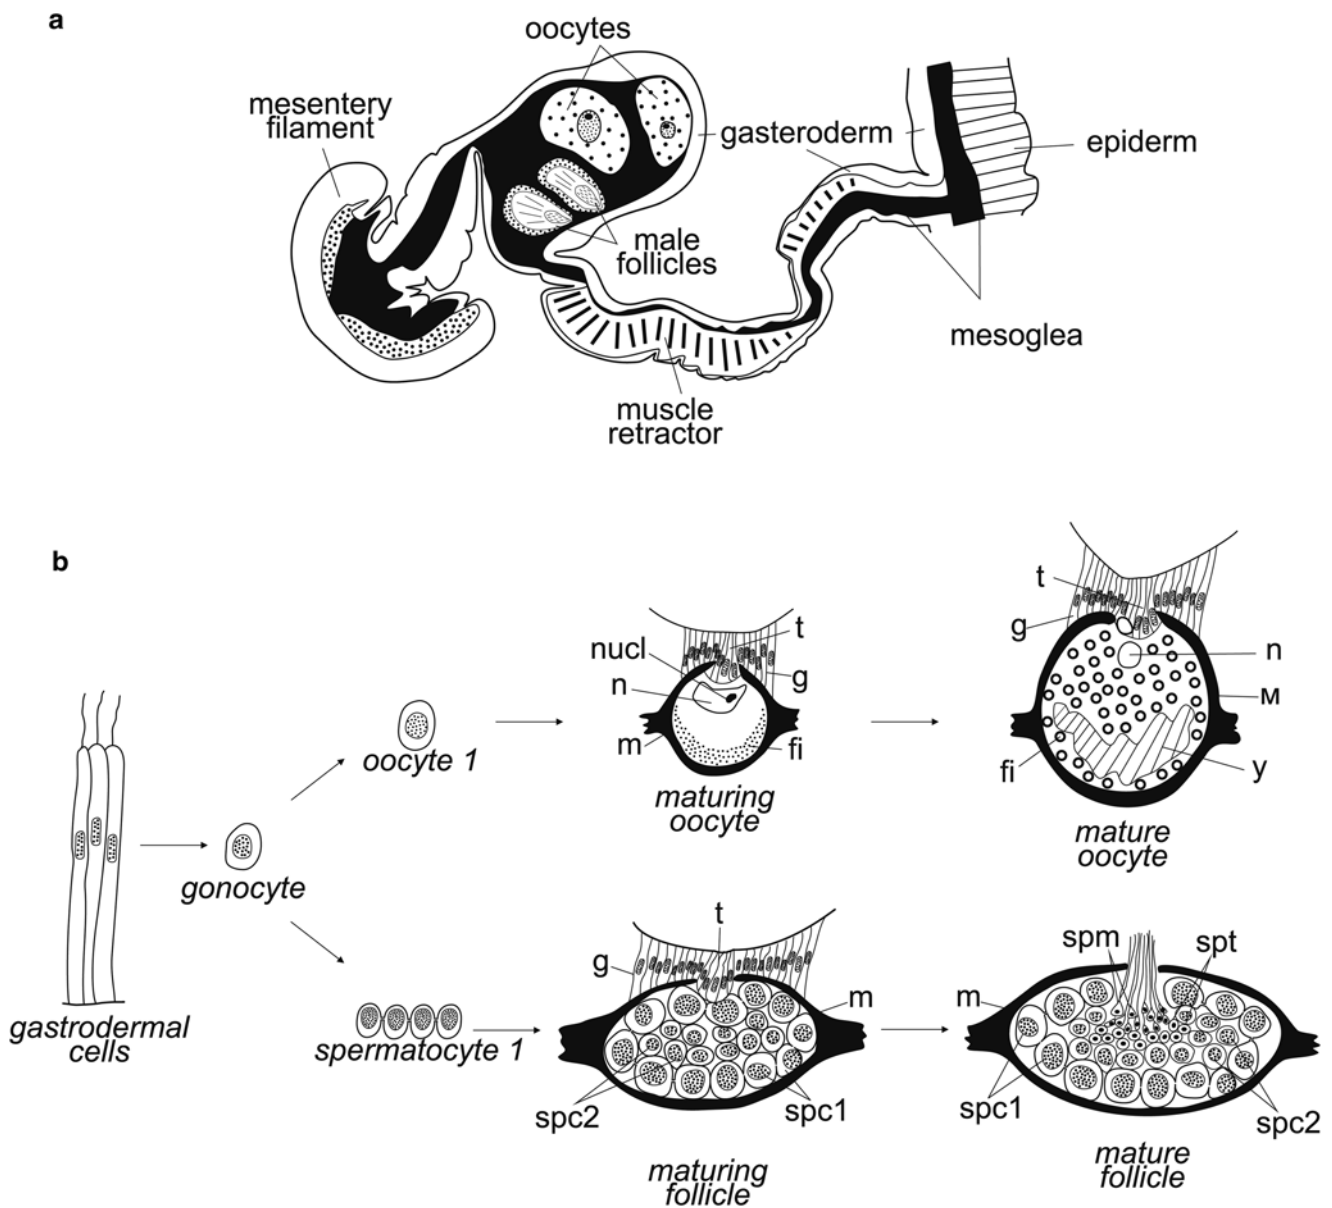 a
oocytes
mesentery
filament
gasteroderm
epiderm
male
follicles
mesoglea
muscle
retractor
b
t
g
n
м
fi
y
mature
oocyte
nucl
t
n
g
m
fi
maturing
oocyte
oocyte 1
gonocyte
gastrodermal
cells
spermatocyte 1
t
g
m
spc2
spc1
maturing
follicle
spm
spt
m
spc1
spc2
mature
follicle